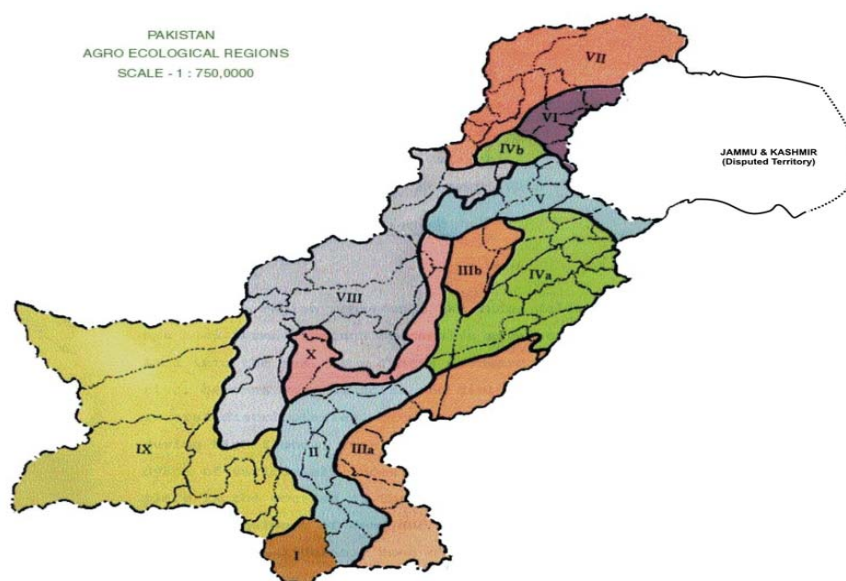 PAKISTAN
AGRO ECOLOGICAL REGIONS
SCALE - 1 : 750,0000
VII
VI
IVb
JAMMU & KASHMIR
(Disputed Territory)
V
IIIb
IVa
VIII
X
IX
II
IIIa
I